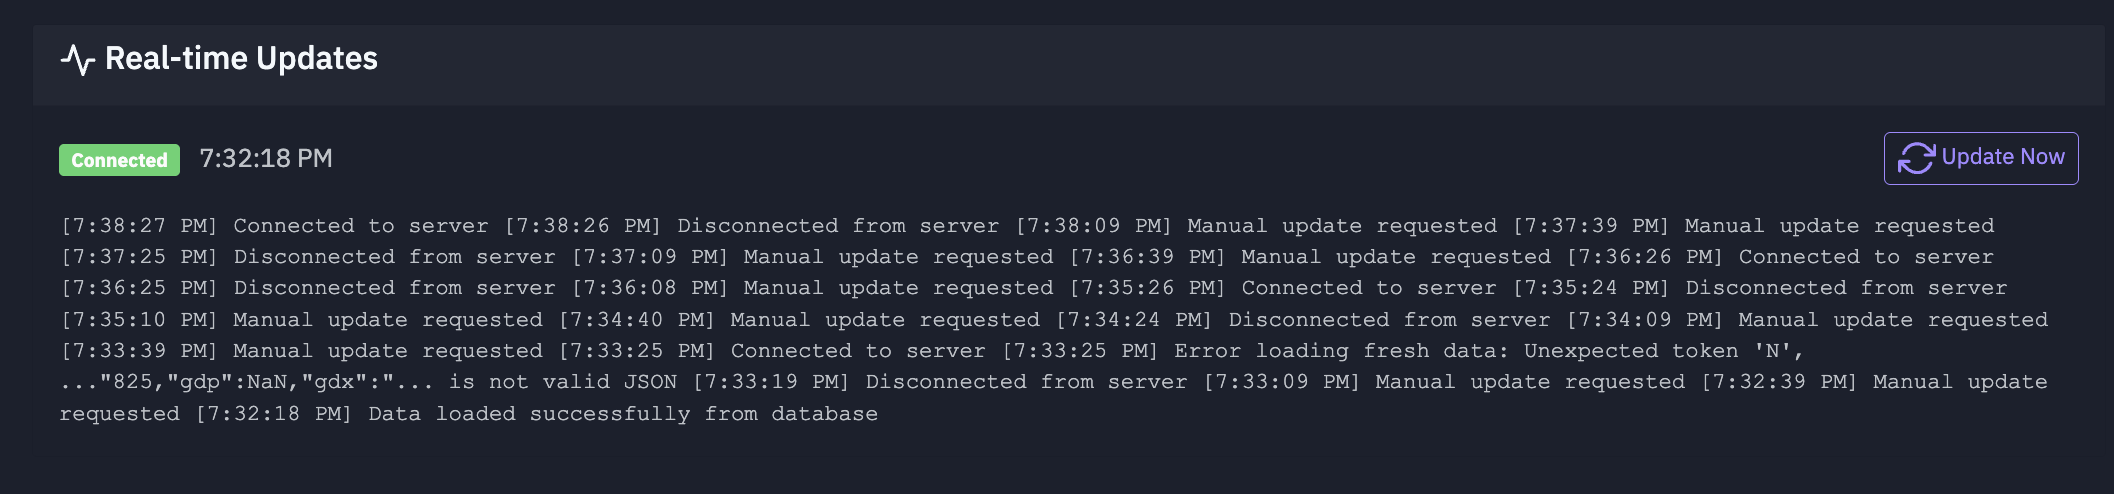 Real-time Updates
Connected 7:32:18 PM
Update Now
[7:38:27 PM] Connected to server [7:38:26 PM] Disconnected from server [7:38:09 PM] Manual update requested [7:37:39 PM] Manual update requested
[7:37:25 PM] Disconnected from server [7:37:09 PM] Manual update requested [7:36:39 PM] Manual update requested [7:36:26 PM] Connected to server
[7:36:25 PM] Disconnected from server [7:36:08 PM] Manual update requested [7:35:26 PM] Connected to server [7:35:24 PM] Disconnected from server
[7:35:10 PM] Manual update requested [7:34:40 PM] Manual update requested [7:34:24 PM] Disconnected from server [7:34:09 PM] Manual update requested
[7:33:39 PM] Manual update requested [7:33:25 PM] Connected to server [7:33:25 PM] Error loading fresh data: Unexpected token 'N',
..."825,"gdp":NaN,"gdx":"... is not valid JSON [7:33:19 PM] Disconnected from server [7:33:09 PM] Manual update requested [7:32:39 PM] Manual update
requested [7:32:18 PM] Data loaded successfully from database